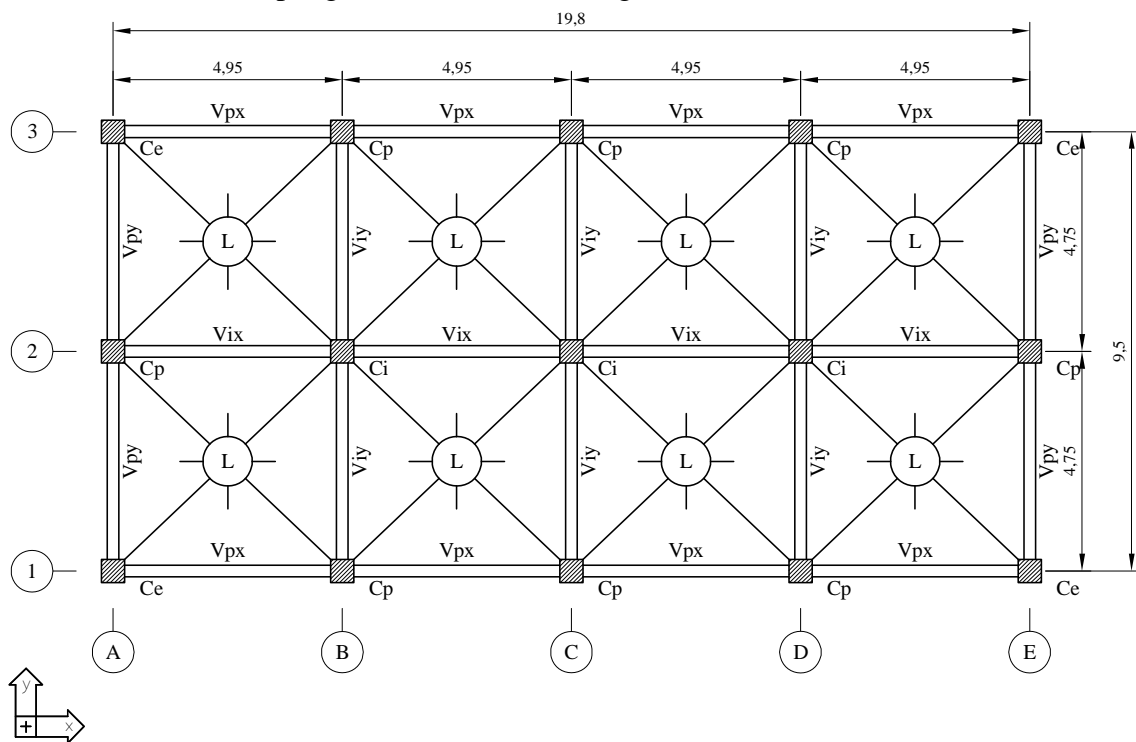 19,8
4,95 4,95 4,95 4,95
Vpx Vpx Vpx Vpx
3
Ce Cp Cp Cp Ce
Vpy Viy Viy Viy Vpy
4,75
L L L L
Vix Vix Vix Vix
2
Cp Ci Ci Ci Cp
9,5
Vpy Viy Viy Viy Vpy
4,75
L L L L
Vpx Vpx Vpx Vpx
1
Ce Cp Cp Cp Ce
A B C D E
y
x